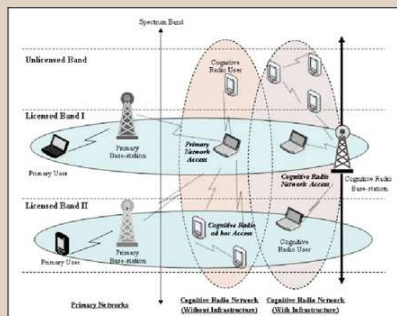 Spectrum Band
Unlicensed Band
Cognitive
Radio User
Licensed Band I
Primary
Base-station
Primary User
Primary
Network
Access
Cognitive Radio
Network Access
Cognitive Radio
Base-station
Licensed Band II
Primary
Base-station
Primary User
Cognitive Radio
ad hoc Access
Cognitive
Radio User
Primary Networks
Cognitive Radio Network
(Without Infrastructure)
Cognitive Radio Network
(With Infrastructure)